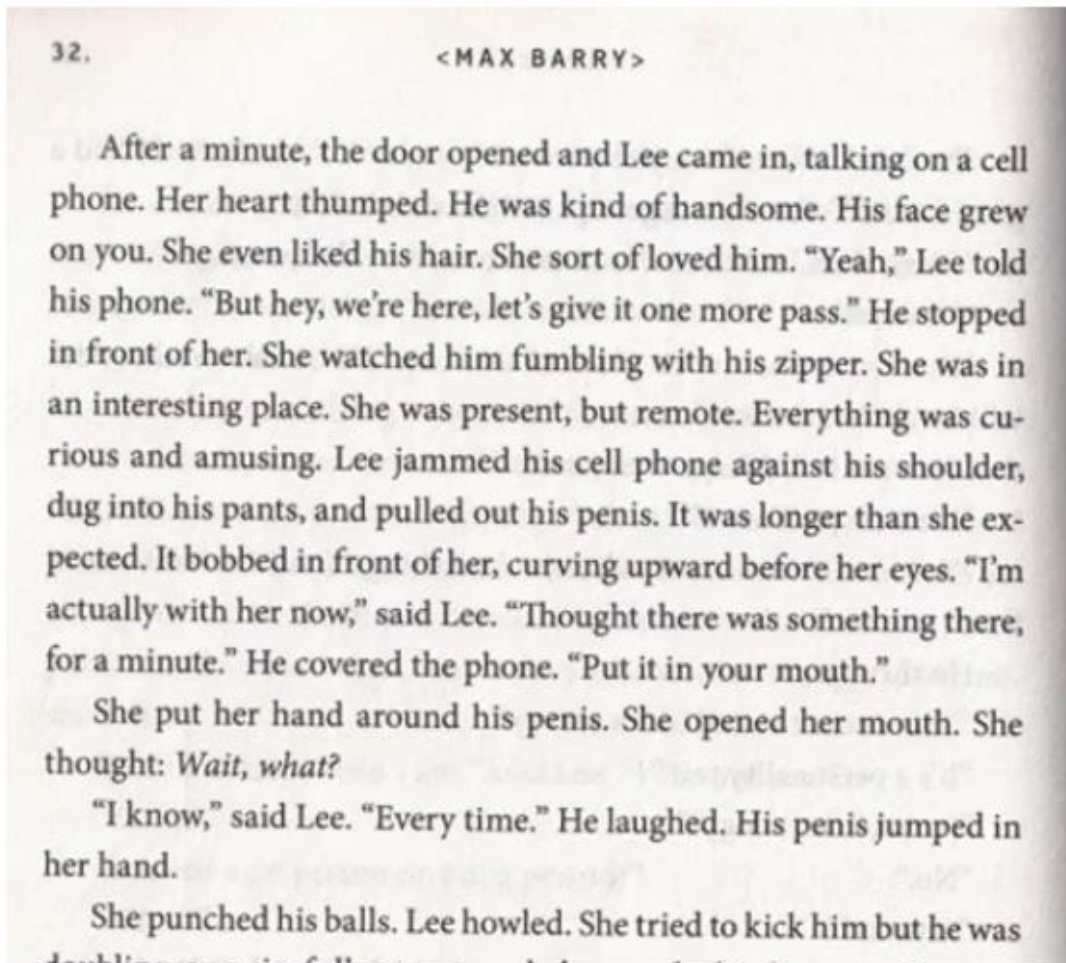 32.
<MAX BARRY>
After a minute, the door opened and Lee came in, talking on a cell
phone. Her heart thumped. He was kind of handsome. His face grew
on you. She even liked his hair. She sort of loved him. “Yeah,” Lee told
his phone. “But hey, we’re here, let’s give it one more pass.” He stopped
in front of her. She watched him fumbling with his zipper. She was in
an interesting place. She was present, but remote. Everything was cu-
rious and amusing. Lee jammed his cell phone against his shoulder,
dug into his pants, and pulled out his penis. It was longer than she ex-
pected. It bobbed in front of her, curving upward before her eyes. “I’m
actually with her now,” said Lee. “Thought there was something there,
for a minute.” He covered the phone. “Put it in your mouth.”
She put her hand around his penis. She opened her mouth. She
thought: Wait, what?
“I know,” said Lee. “Every time.” He laughed. His penis jumped in
her hand.
She punched his balls. Lee howled. She tried to kick him but he was